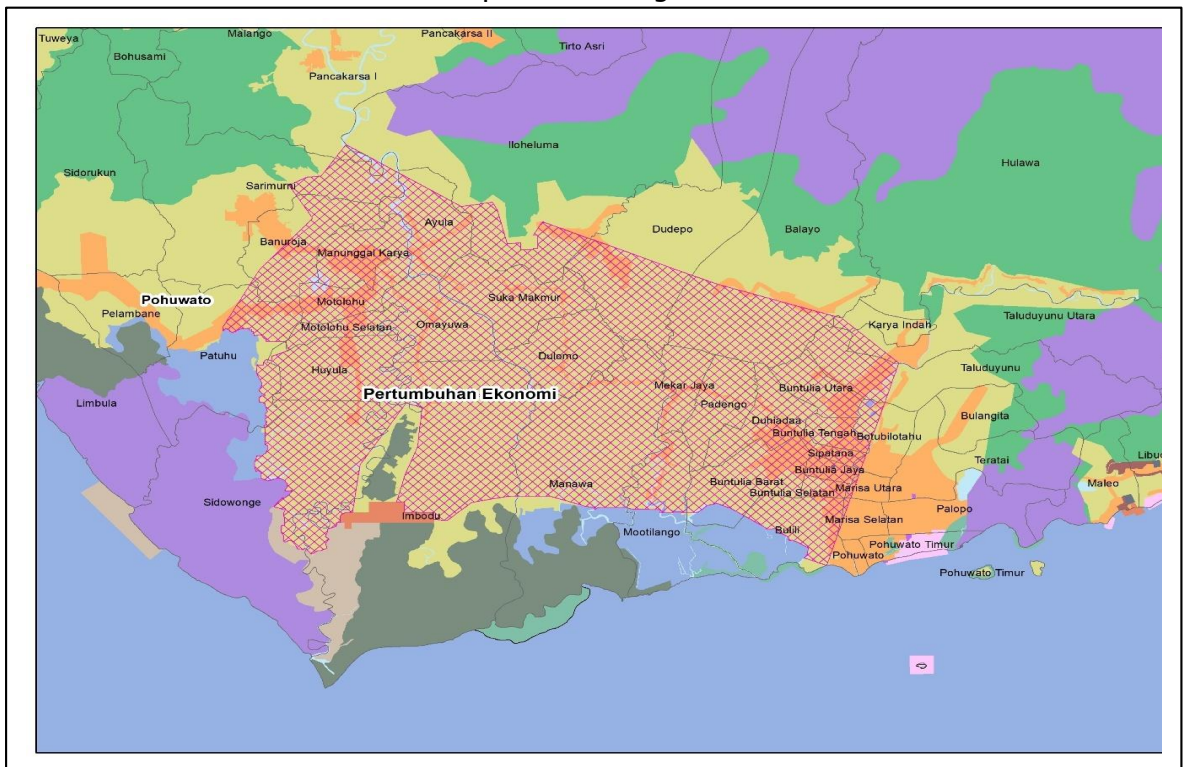 Tuweya
Malango
Pancakarsa II
Tirto Asri
Bohusami
Pancakarsa I
Iloheluma
Hulawa
Sidorukun
Sarimurni
Ayula
Banuroja
Manunggal Karya
Dudepo
Balayo
Pohuwato
Pelambane
Motolohu
Suka Makmur
Taluduyunu Utara
Motolohu Selatan
Omayuwa
Karya Indah
Patuhu
Huyula
Dulomo
Taluduyunu
Limbula
Pertumbuhan Ekonomi
Mekar Jaya
Buntulia Utara
Padengo
Duhiadaa
Bulangita
Buntulia Tengah
Botubilotahu
Sipatana
Teratai
Buntulia Jaya
Maleo
Sidowonge
Manawa
Buntulia Barat
Marisa Utara
Buntulia Selatan
Palopo
Imbodu
Marisa Selatan
Mootilango
Bulili
Pohuwato Timur
Pohuwato
Pohuwato Timur